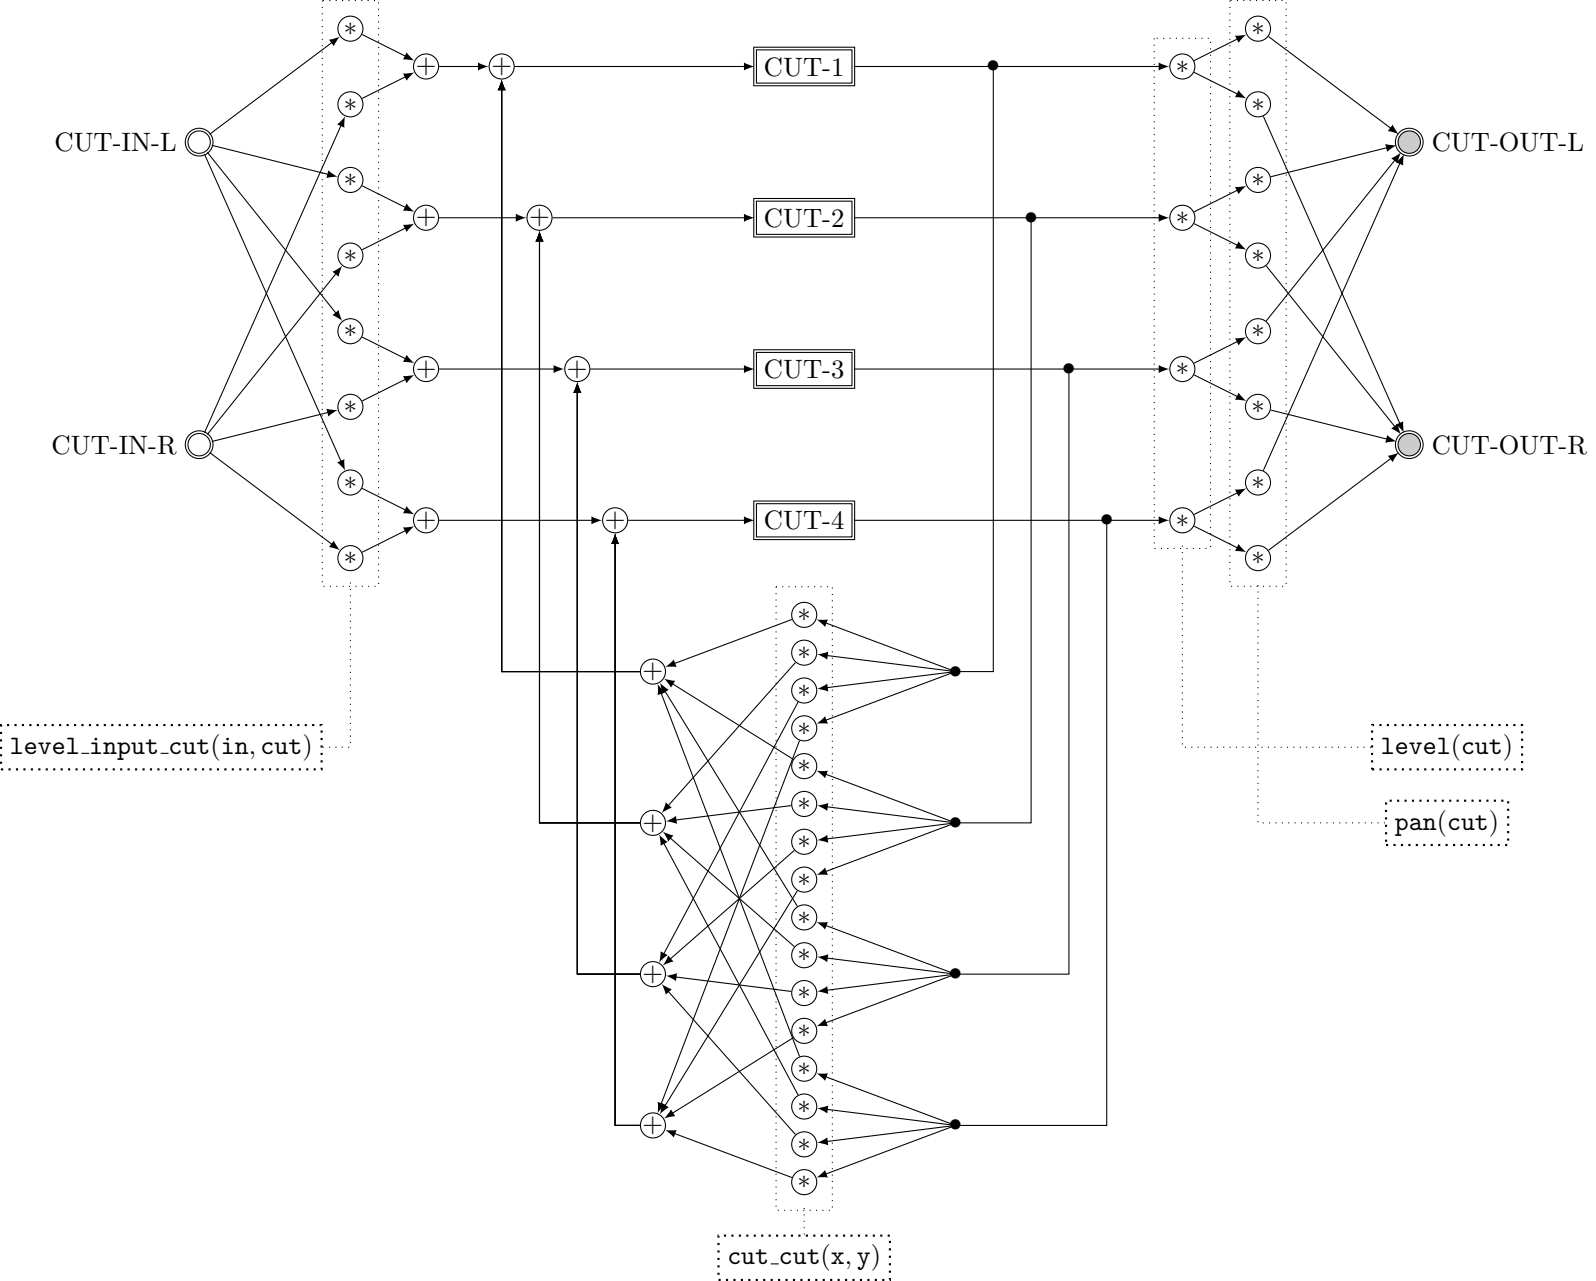 CUT-1
CUT-IN-L
CUT-OUT-L
CUT-2
CUT-3
CUT-IN-R
CUT-OUT-R
CUT-4
level_input_cut(in, cut)
level(cut)
pan(cut)
cut_cut(x, y)